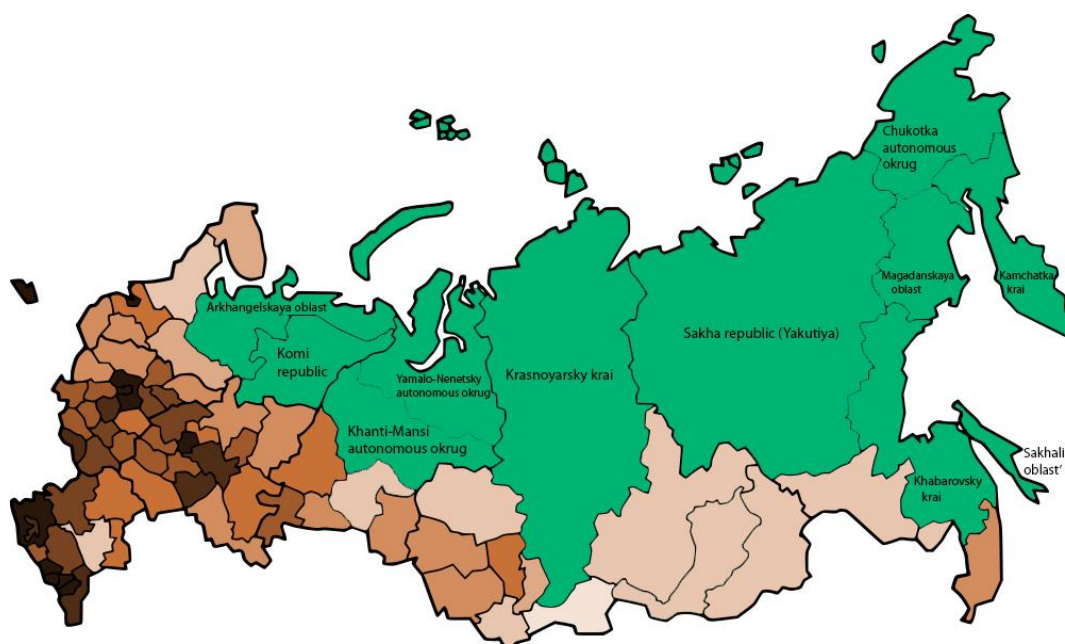 Chukotka
autonomous
okrug
Arkhangelskaya oblast
Magadanskaya
oblast
Kamchatka
krai
Sakha republic (Yakutiya)
Komi
republic
Yamalo-Nenetsky
autonomous okrug
Krasnoyarsky krai
Khanti-Mansi
autonomous okrug
Sakhali
oblast'
Khabarovsky
krai